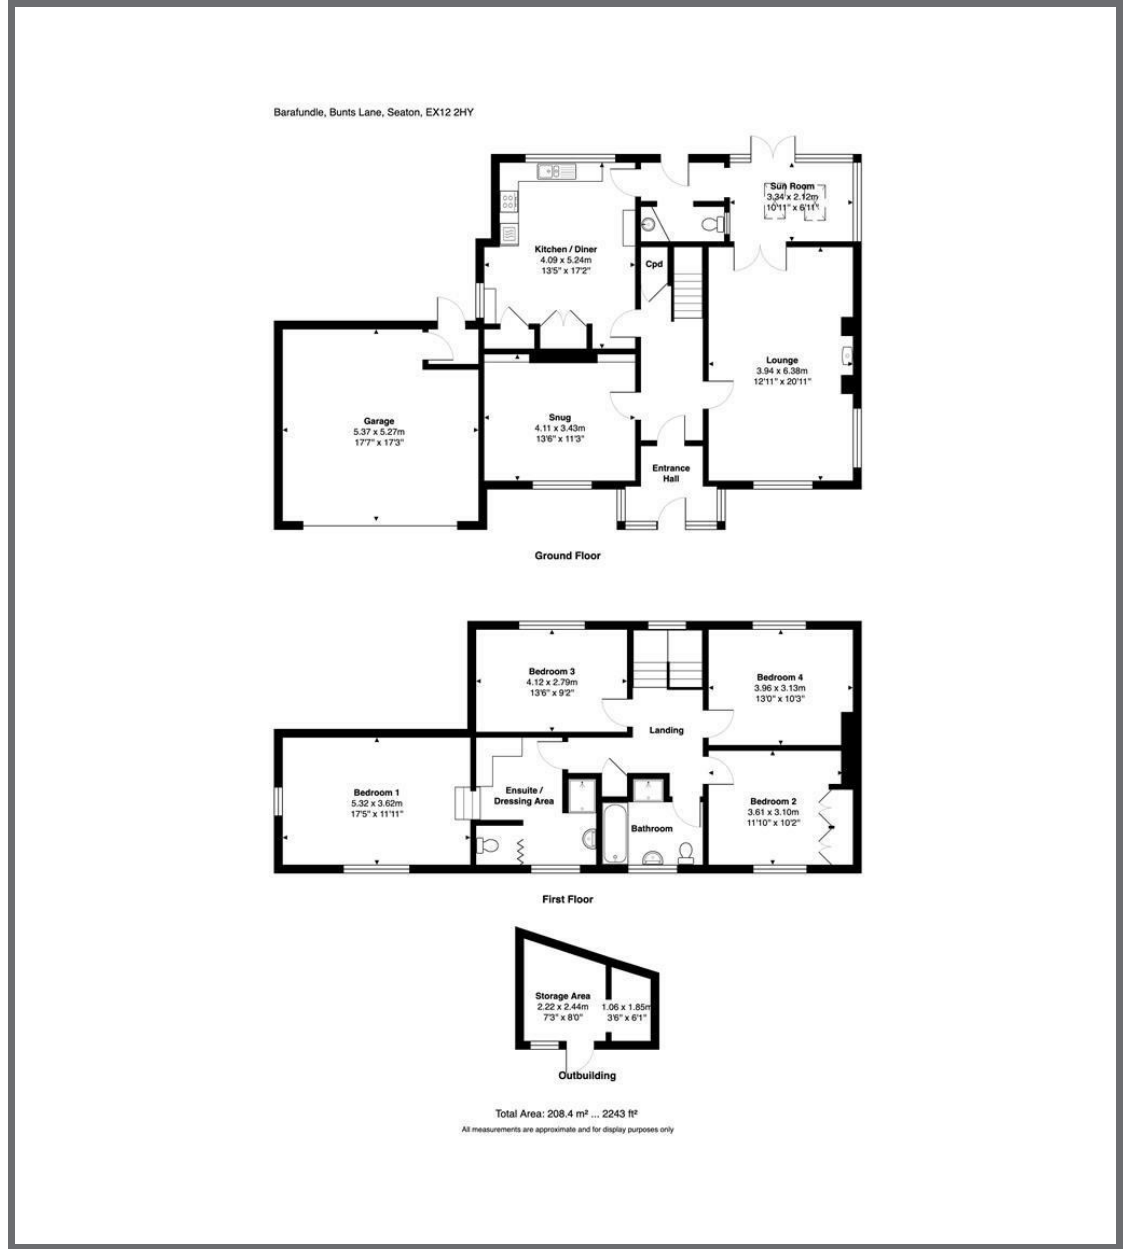 Barafundle, Bunts Lane, Seaton, EX12 2HY
Sun Room
3.34 x 2.12m
10'11" x 6'11"
Kitchen / Diner
4.09 x 5.24m
13'5" x 17'2"
Cpd
Lounge
3.94 x 6.38m
12'11" x 20'11"
Garage
5.37 x 5.27m
17'7" x 17'3"
Snug
4.11 x 3.43m
13'6" x 11'3"
Entrance
Hall
Ground Floor
Bedroom 3
4.12 x 2.79m
13'6" x 9'2"
Bedroom 4
3.96 x 3.13m
13'0" x 10'3"
Landing
Bedroom 1
5.32 x 3.62m
17'5" x 11'11"
Ensuite /
Dressing Area
Bedroom 2
3.61 x 3.10m
11'10" x 10'2"
Bathroom
First Floor
Storage Area
2.22 x 2.44m
7'3" x 8'0"
1.06 x 1.85m
3'6" x 6'1"
Outbuilding
Total Area: 208.4 m² ... 2243 ft²
All measurements are approximate and for display purposes only